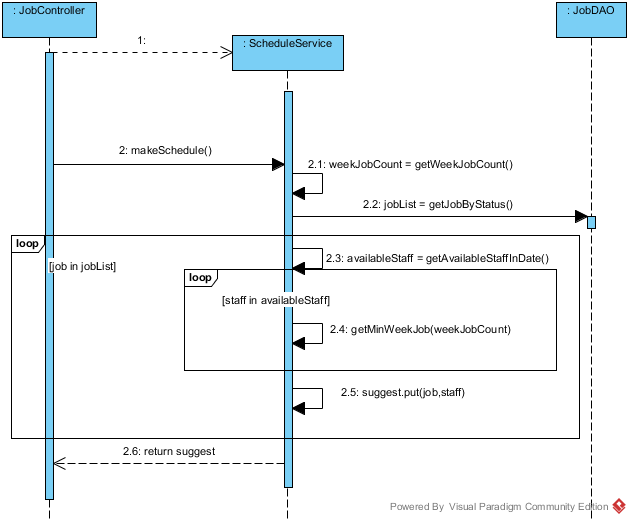 : JobController
: JobDAO
: ScheduleService
1:
2: makeSchedule()
2.1: weekJobCount = getWeekJobCount()
2.2: jobList = getJobByStatus()
loop
[job in jobList]
2.3: availableStaff = getAvailableStaffInDate()
loop
[staff in availableStaff]
2.4: getMinWeekJob(weekJobCount)
2.5: suggest.put(job,staff)
2.6: return suggest
Powered By Visual Paradigm Community Edition